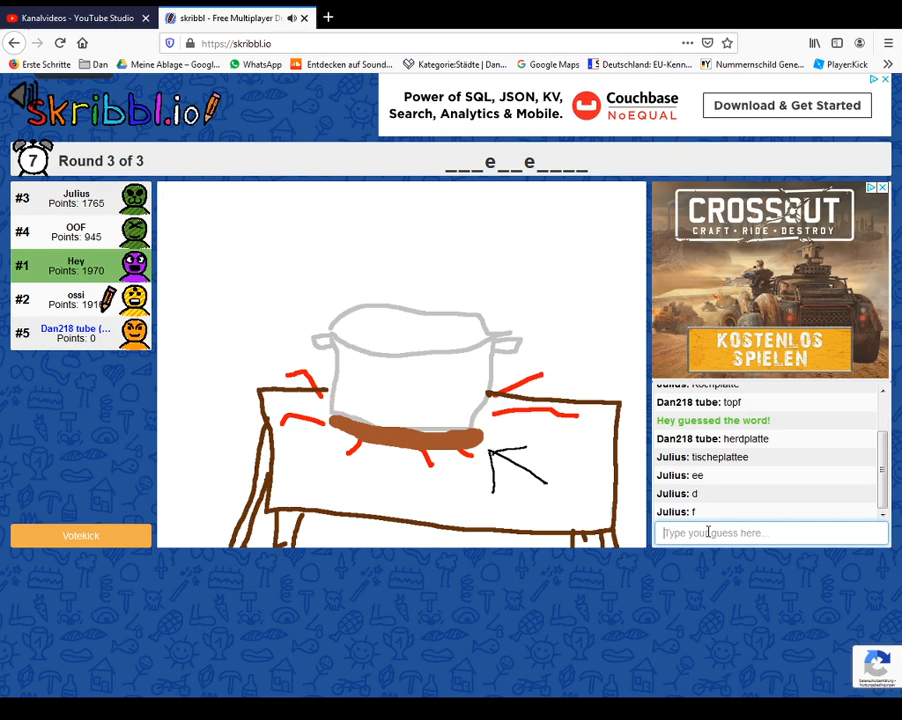 Kanalvideos - YouTube Studio
skribbl - Free Multiplayer Dr
https://skribbl.io
Erste Schritte Dan Meine Ablage – Googl... WhatsApp Entdecken auf Sound... Kategorie:Städte | Dan... Google Maps Deutschland: EU-Kenn... Nummernschild Gene... Player:Kick
skribbl.io
Power of SQL, JSON, KV,
Search, Analytics & Mobile.
Couchbase
NoEQUAL
Download & Get Started
7 Round 3 of 3 ___e__e____
#3 Julius
Points: 1765
#4 OOF
Points: 945
#1 Hey
Points: 1970
#2 ossi
#5 Dan218 tube (...
Points: 0
Votekick
CROSSOUT
CRAFT • RIDE • DESTROY
KOSTENLOS
SPIELEN
Julius: Kochplatte
Dan218 tube: topf
Hey guessed the word!
Dan218 tube: herdplatte
Julius: tischeplattee
Julius: ee
Julius: d
Julius: f
Type your guess here...